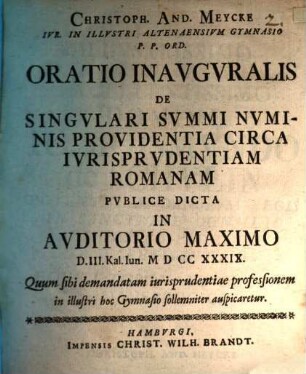 CHRISTOPH. AND. MEYCKE
IVR. IN ILLVSTRI ALTENAENSIVM GYMNASIO
P. P. ORD.
ORATIO INAVGVRALIS
DE
SINGVLARI SVMMI NVMI-
NIS PROVIDENTIA CIRCA
IVRISPRVDENTIAM
ROMANAM
PVBLICE DICTA
IN
AVDITORIO MAXIMO
D. III. Kal. Iun. M D CC XXXIX.
Quum sibi demandatam iurisprudentiae professionem
in illustri hoc Gymnasio sollemniter auspicaretur.
HAMBVRGI,
IMPENSIS CHRIST. WILH. BRANDT.